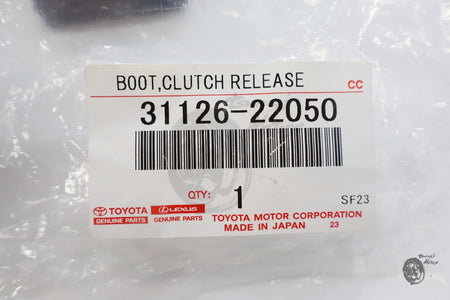 BOOT,CLUTCH RELEASE CC
31126-22050
QTY: 1 SF23
TOYOTA LEXUS TOYOTA MOTOR CORPORATION
GENUINE PARTS GENUINE PARTS MADE IN JAPAN 23